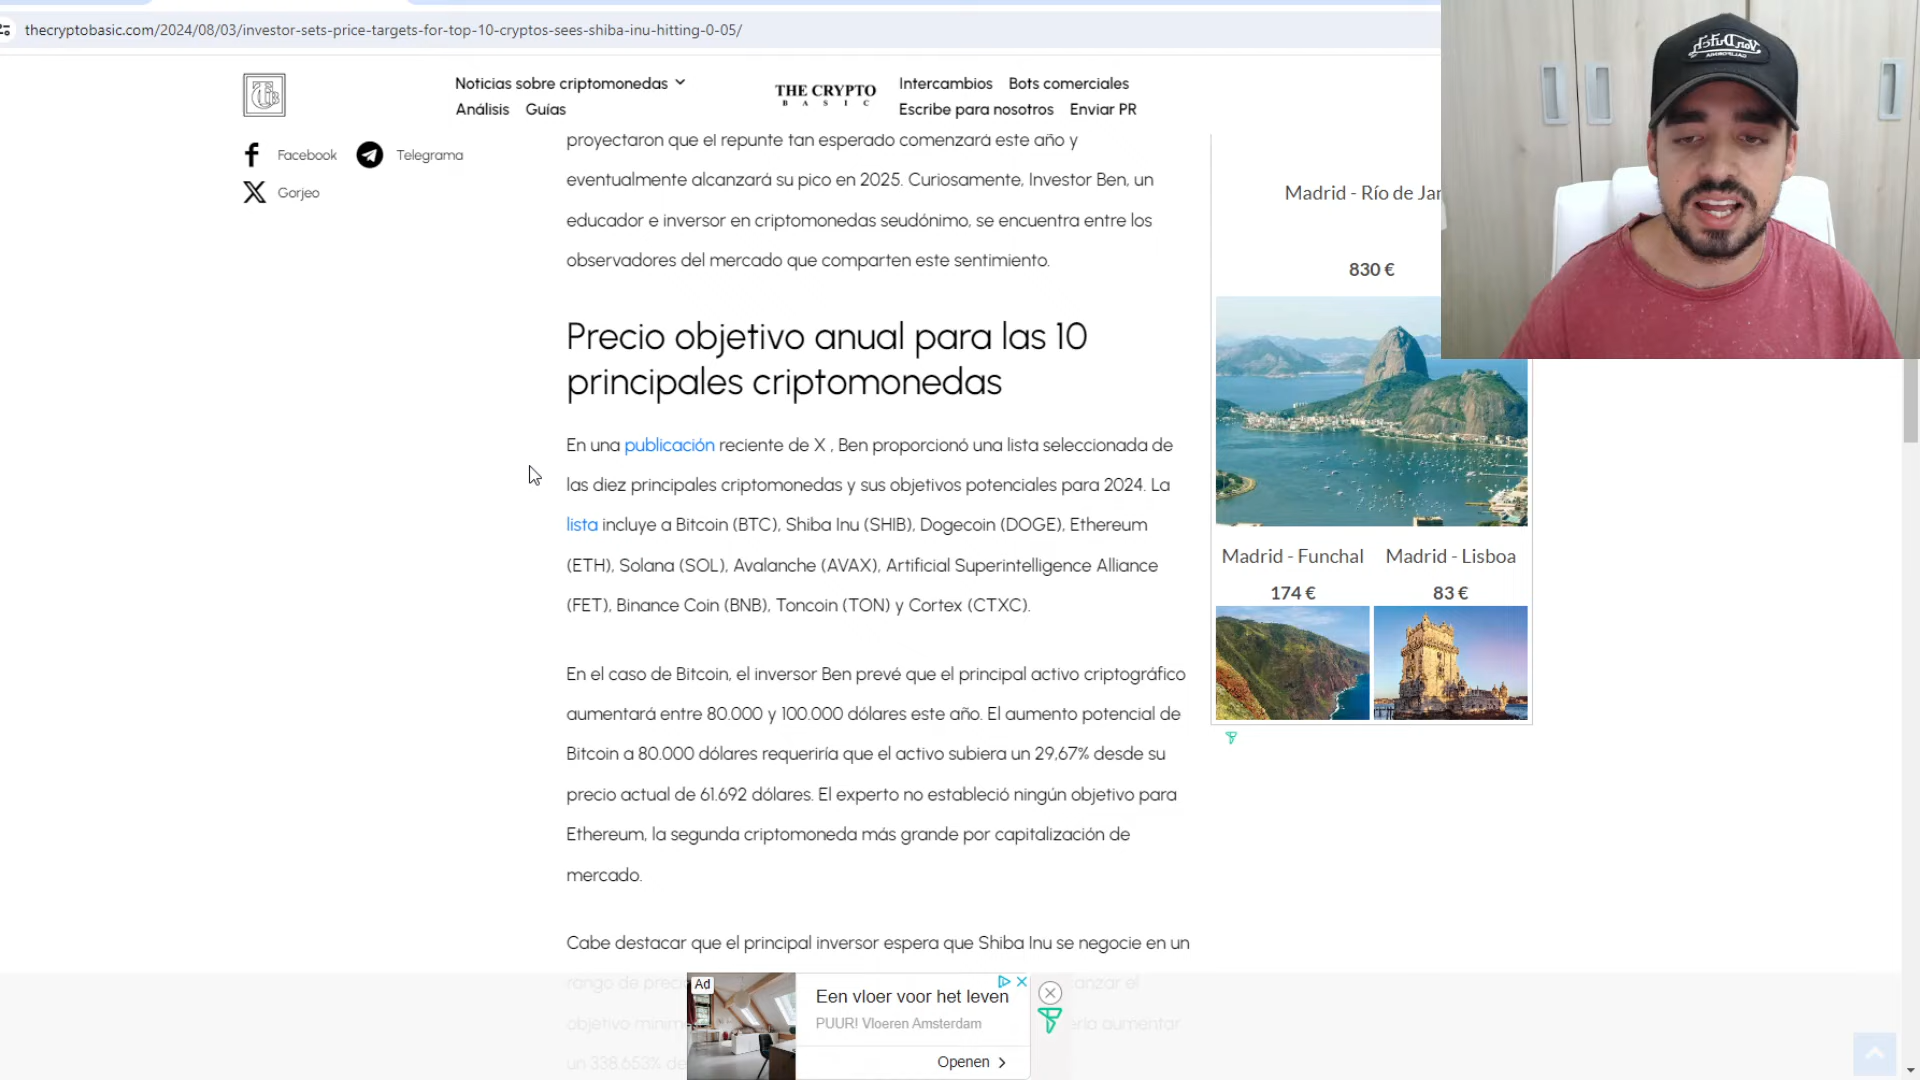 thecryptobasic.com/2024/08/03/investor-sets-price-targets-for-top-10-cryptos-sees-shiba-inu-hitting-0-05/
Noticias sobre criptomonedas
Análisis Guías
THE CRYPTO
BASIC
Intercambios Bots comerciales
Escribe para nosotros Enviar PR
Facebook Telegrama
Gorjeo
proyectaron que el repunte tan esperado comenzará este año y
eventualmente alcanzará su pico en 2025. Curiosamente, Investor Ben, un
educador e inversor en criptomonedas seudónimo, se encuentra entre los
observadores del mercado que comparten este sentimiento.
Precio objetivo anual para las 10
principales criptomonedas
En una publicación reciente de X , Ben proporcionó una lista seleccionada de
las diez principales criptomonedas y sus objetivos potenciales para 2024. La
lista incluye a Bitcoin (BTC), Shiba Inu (SHIB), Dogecoin (DOGE), Ethereum
(ETH), Solana (SOL), Avalanche (AVAX), Artificial Superintelligence Alliance
(FET), Binance Coin (BNB), Toncoin (TON) y Cortex (CTXC).
En el caso de Bitcoin, el inversor Ben prevé que el principal activo criptográfico
aumentará entre 80.000 y 100.000 dólares este año. El aumento potencial de
Bitcoin a 80.000 dólares requeriría que el activo subiera un 29,67% desde su
precio actual de 61.692 dólares. El experto no estableció ningún objetivo para
Ethereum, la segunda criptomoneda más grande por capitalización de
mercado.
Cabe destacar que el principal inversor espera que Shiba Inu se negocie en un
rango de
objetivo
aumentar
un 338.653%
Madrid - Río de
830 €
Madrid - Funchal Madrid - Lisboa
174 € 83 €
Ad
Een vloer voor het leven
PUUR! Vloeren Amsterdam
Openen
Von Dutch